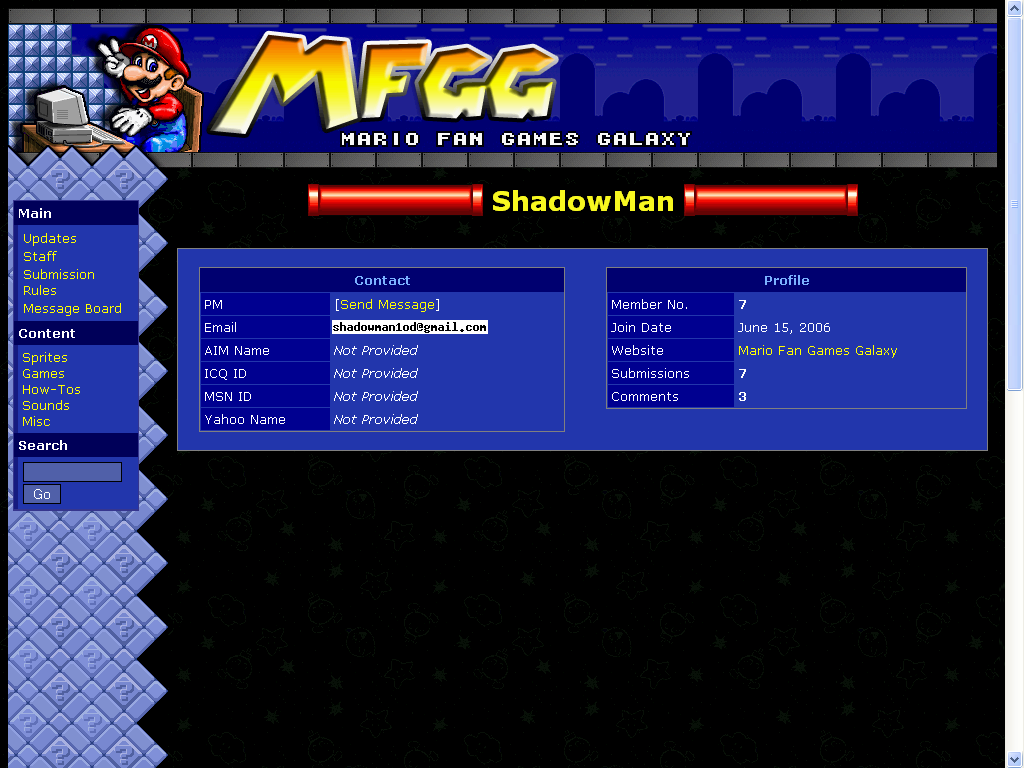 MFGG
MARIO FAN GAMES GALAXY
ShadowMan
Main
Updates
Staff
Submission
Rules
Message Board
Content
Sprites
Games
How-Tos
Sounds
Misc
Search
Go
Contact
PM [Send Message]
Email shadowman1od@gmail.com
AIM Name Not Provided
ICQ ID Not Provided
MSN ID Not Provided
Yahoo Name Not Provided
Profile
Member No. 7
Join Date June 15, 2006
Website Mario Fan Games Galaxy
Submissions 7
Comments 3